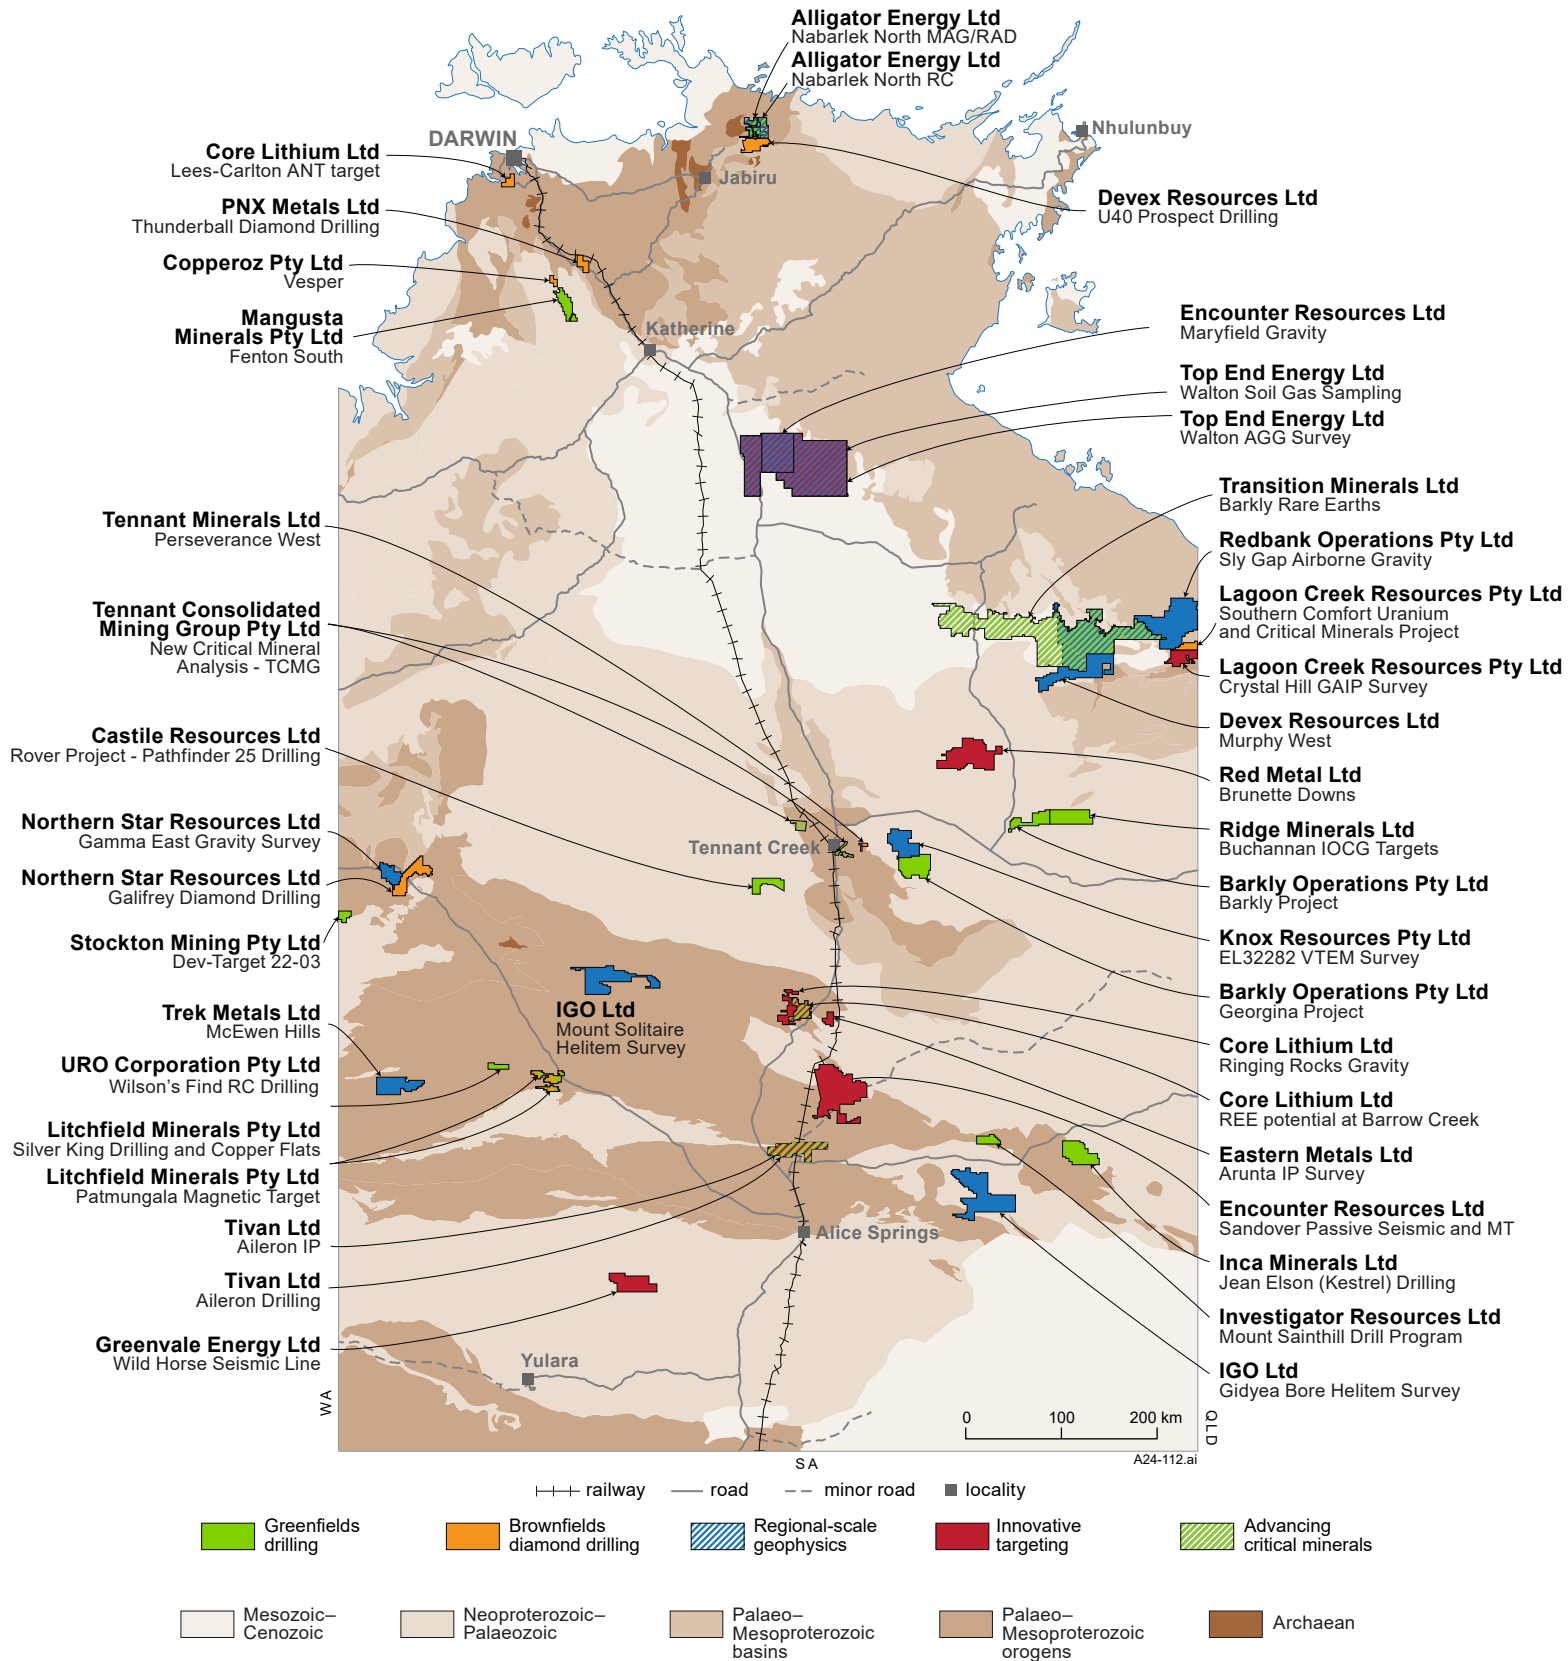 Alligator Energy Ltd
Nabarlek North MAG/RAD
Alligator Energy Ltd
Nabarlek North RC
DARWIN
Nhulunbuy
Jabiru
Katherine
Tennant Creek
Alice Springs
Yulara
Core Lithium Ltd
Lees-Carlton ANT target
PNX Metals Ltd
Thunderball Diamond Drilling
Copperoz Pty Ltd
Vesper
Mangusta
Minerals Pty Ltd
Fenton South
Tennant Minerals Ltd
Perseverance West
Tennant Consolidated
Mining Group Pty Ltd
New Critical Mineral
Analysis - TCMG
Castile Resources Ltd
Rover Project - Pathfinder 25 Drilling
Northern Star Resources Ltd
Gamma East Gravity Survey
Northern Star Resources Ltd
Galifrey Diamond Drilling
Stockton Mining Pty Ltd
Dev-Target 22-03
Trek Metals Ltd
McEwen Hills
URO Corporation Pty Ltd
Wilson's Find RC Drilling
Litchfield Minerals Pty Ltd
Silver King Drilling and Copper Flats
Litchfield Minerals Pty Ltd
Patmungala Magnetic Target
Tivan Ltd
Aileron IP
Tivan Ltd
Aileron Drilling
Greenvale Energy Ltd
Wild Horse Seismic Line
IGO Ltd
Mount Solitaire
Helitem Survey
Devex Resources Ltd
U40 Prospect Drilling
Encounter Resources Ltd
Maryfield Gravity
Top End Energy Ltd
Walton Soil Gas Sampling
Top End Energy Ltd
Walton AGG Survey
Transition Minerals Ltd
Barkly Rare Earths
Redbank Operations Pty Ltd
Sly Gap Airborne Gravity
Lagoon Creek Resources Pty Ltd
Southern Comfort Uranium
and Critical Minerals Project
Lagoon Creek Resources Pty Ltd
Crystal Hill GAIP Survey
Devex Resources Ltd
Murphy West
Red Metal Ltd
Brunette Downs
Ridge Minerals Ltd
Buchannan IOCG Targets
Barkly Operations Pty Ltd
Barkly Project
Knox Resources Pty Ltd
EL32282 VTEM Survey
Barkly Operations Pty Ltd
Georgina Project
Core Lithium Ltd
Ringing Rocks Gravity
Core Lithium Ltd
REE potential at Barrow Creek
Eastern Metals Ltd
Arunta IP Survey
Encounter Resources Ltd
Sandover Passive Seismic and MT
Inca Minerals Ltd
Jean Elson (Kestrel) Drilling
Investigator Resources Ltd
Mount Sainthill Drill Program
IGO Ltd
Gidyea Bore Helitem Survey
WA
QLD
SA
0 100 200 km
A24-112.ai
railway road minor road locality
Greenfields
drilling
Brownfields
diamond drilling
Regional-scale
geophysics
Innovative
targeting
Advancing
critical minerals
Mesozoic–
Cenozoic
Neoproterozoic–
Palaeozoic
Palaeo–
Mesoproterozoic
basins
Palaeo–
Mesoproterozoic
orogens
Archaean